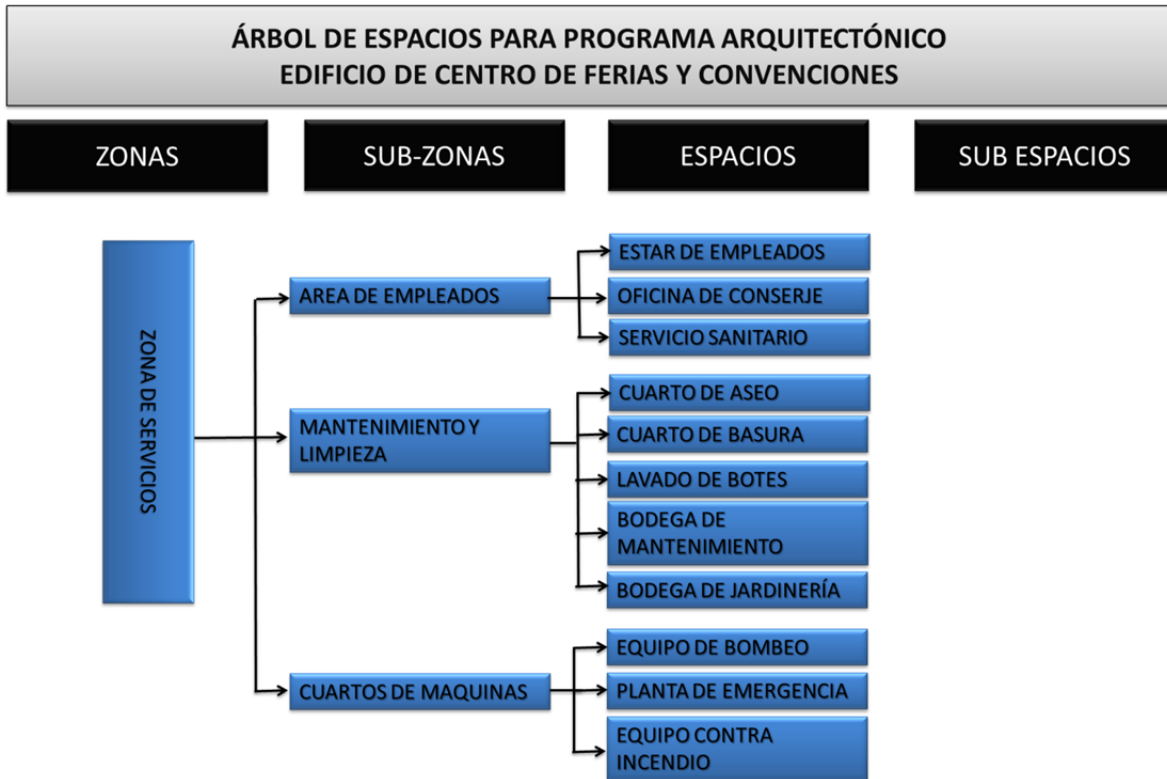 ÁRBOL DE ESPACIOS PARA PROGRAMA ARQUITECTÓNICO
EDIFICIO DE CENTRO DE FERIAS Y CONVENCIONES
ZONAS
SUB-ZONAS
ESPACIOS
SUB ESPACIOS
ZONA DE SERVICIOS
AREA DE EMPLEADOS
ESTAR DE EMPLEADOS
OFICINA DE CONSERJE
SERVICIO SANITARIO
MANTENIMIENTO Y
LIMPIEZA
CUARTO DE ASEO
CUARTO DE BASURA
LAVADO DE BOTES
BODEGA DE
MANTENIMIENTO
BODEGA DE JARDINERÍA
CUARTOS DE MAQUINAS
EQUIPO DE BOMBEO
PLANTA DE EMERGENCIA
EQUIPO CONTRA
INCENDIO